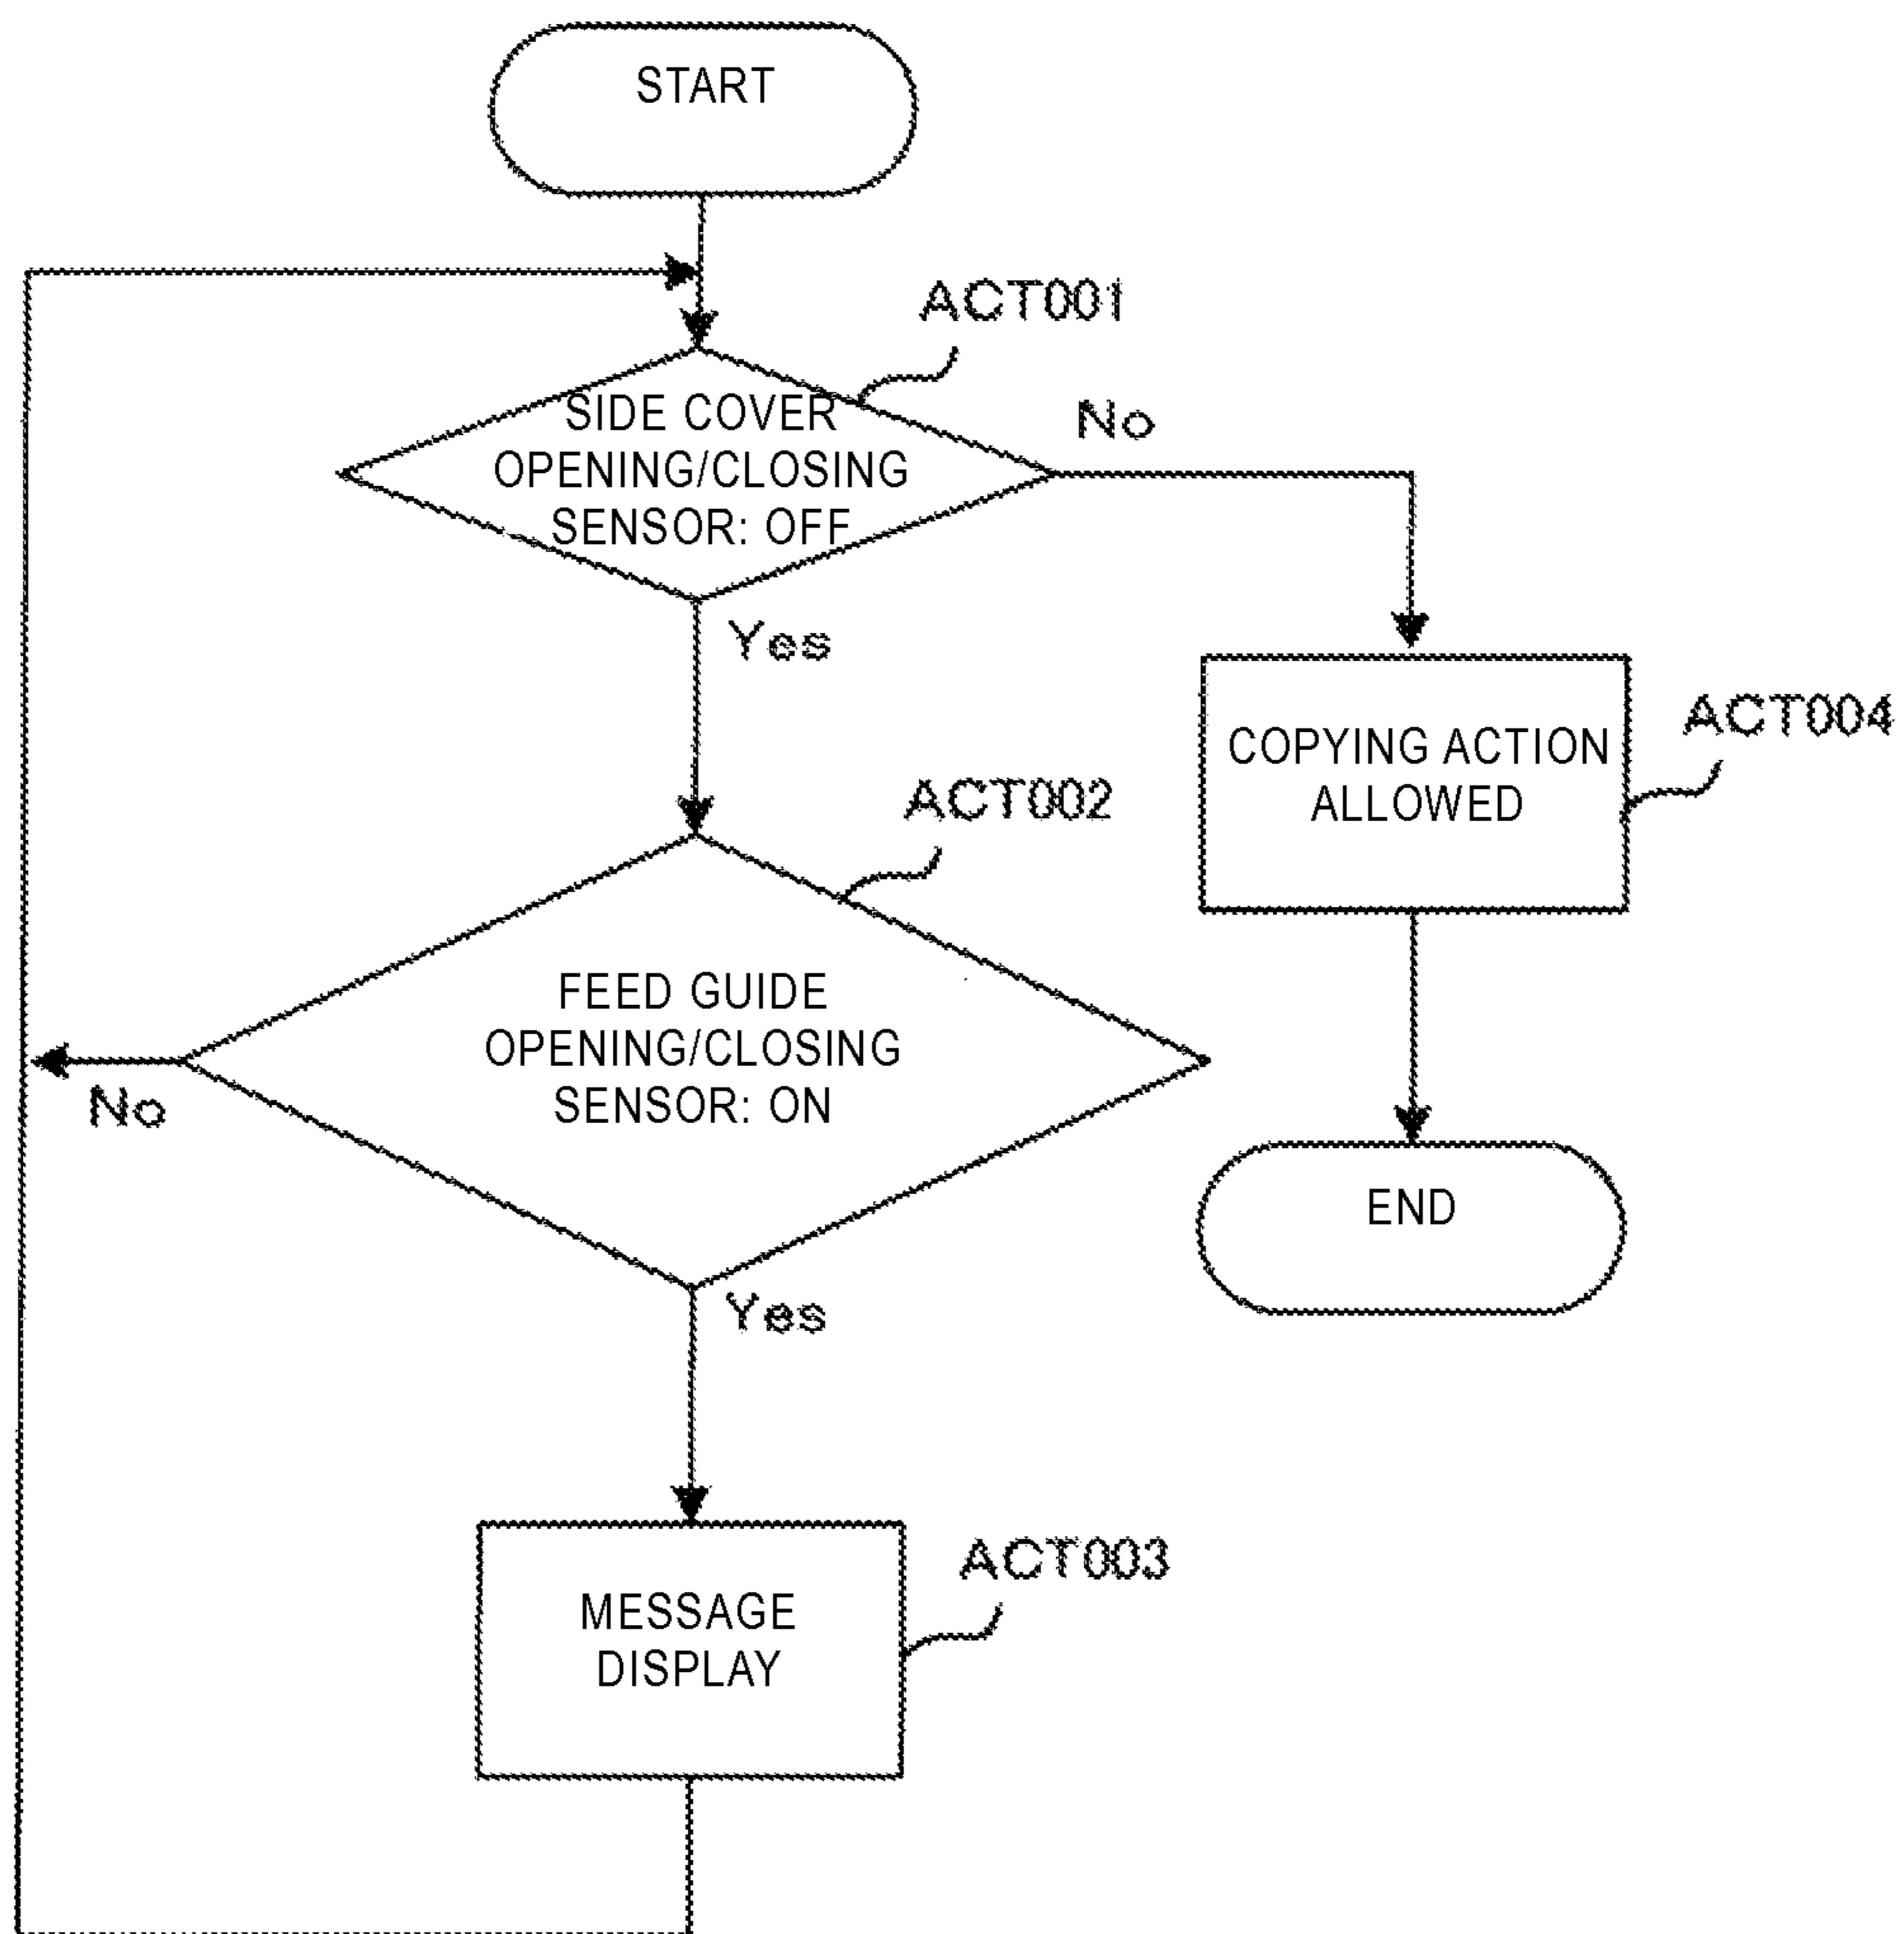 START
ACT001
SIDE COVER
OPENING/CLOSING
SENSOR: OFF
No
Yes
COPYING ACTION
ALLOWED
ACT004
ACT002
FEED GUIDE
OPENING/CLOSING
SENSOR: ON
No
Yes
END
MESSAGE
DISPLAY
ACT003